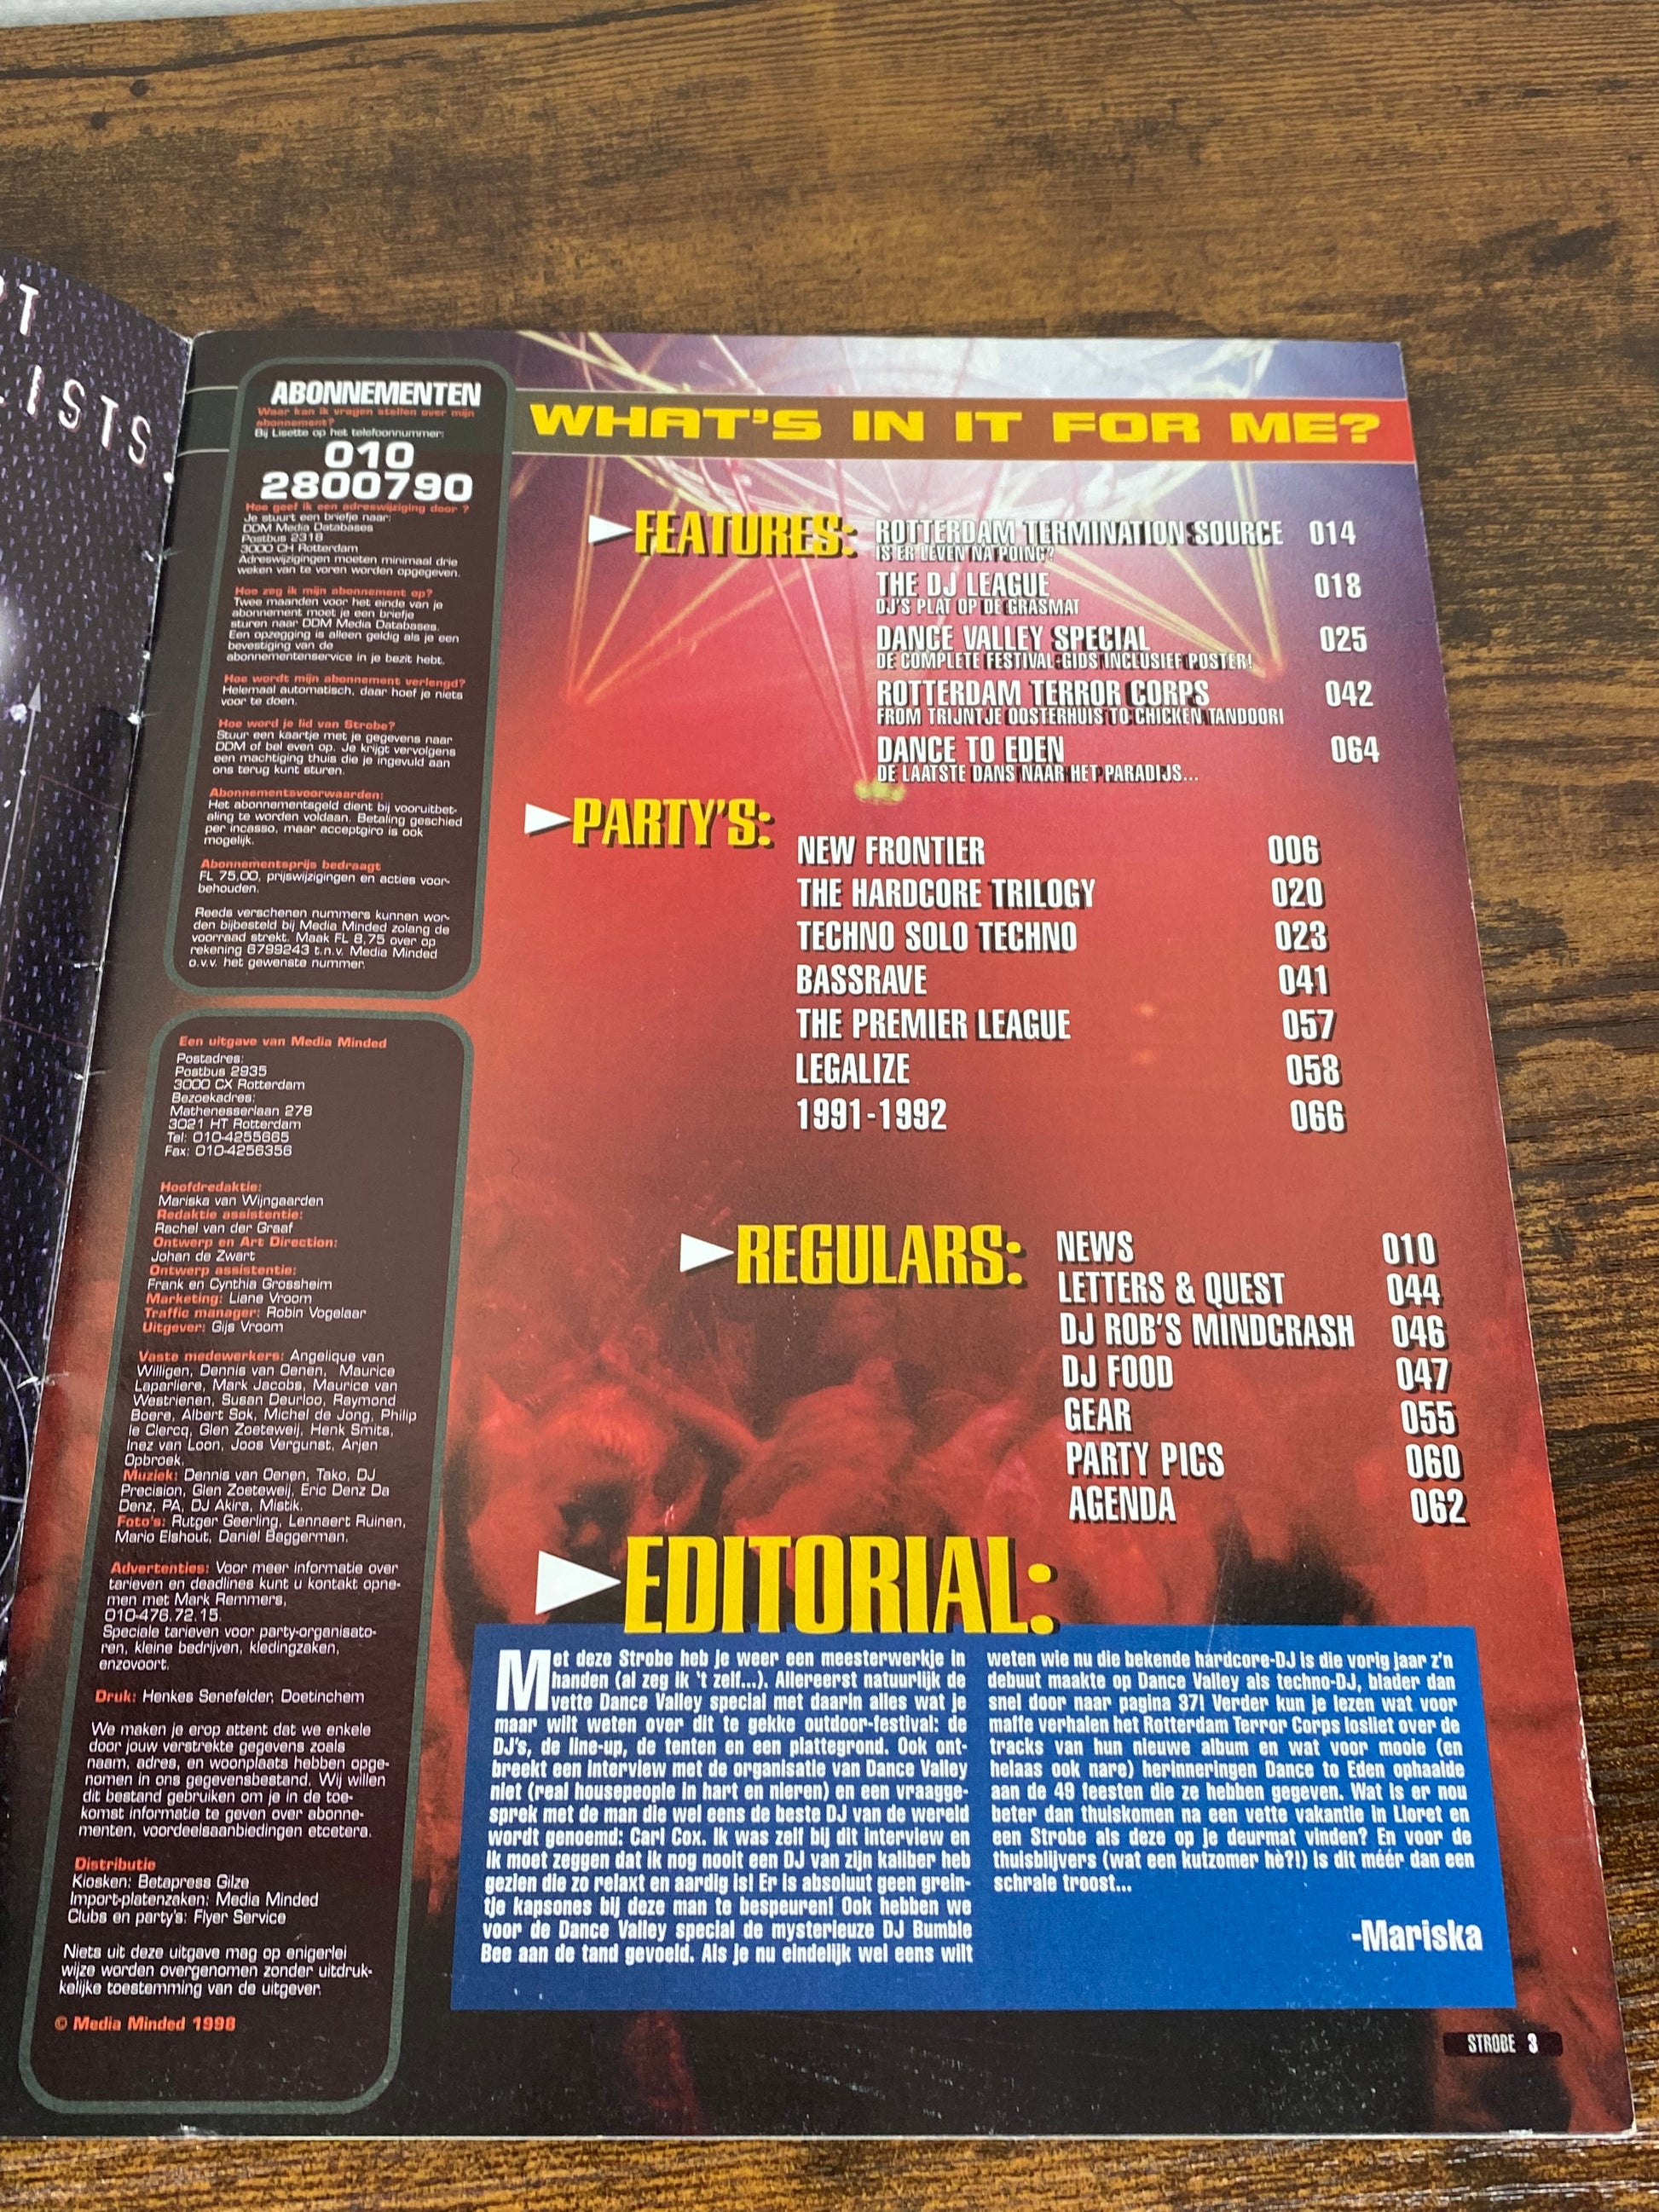 LISTS
ABONNEMENTEN
Waar kan ik vragen stellen over mijn
abonnement?
Bij Lisette op het telefoonnummer:
010
2800790
Hoe geef ik een adreswijziging door ?
Je stuurt een briefje naar:
DDM Media Databases
Postbus 2318
3000 CH Rotterdam
Adreswijzigingen moeten minimaal drie
weken van te voren worden opgegeven.
Hoe zeg ik mijn abonnement op?
Twee maanden voor het einde van je
abonnement moet je een briefje
sturen naar DDM Media Databases.
Een opzegging is alleen geldig als je een
bevestiging van de
abonnementenservice in je bezit hebt.
Hoe wordt mijn abonnement verlengd?
Helemaal automatisch, daar hoef je niets
voor te doen.
Hoe word je lid van Strobe?
Stuur een kaartje met je gegevens naar
DDM of bel even op. Je krijgt vervolgens
een machtiging thuis die je ingevuld aan
ons terug kunt sturen.
Abonnementsvoorwaarden:
Het abonnementsgeld dient bij vooruitbet-
aling te worden voldaan. Betaling geschied
per incasso, maar acceptgiro is ook
mogelijk.
Abonnementsprijs bedraagt
FL 75,00, prijswijzigingen en acties voor-
behouden.
Reeds verschenen nummers kunnen wor-
den bijbesteld bij Media Minded zolang de
voorraad strekt. Maak FL 8,75 over op
rekening 6799243 t.n.v. Media Minded
o.v.v. het gewenste nummer.
Een uitgave van Media Minded
Postadres:
Postbus 2935
3000 CX Rotterdam
Bezoekadres:
Mathenesserlaan 278
3021 HT Rotterdam
Tel: 010-4255665
Fax: 010-4256356
Hoofdredaktie:
Mariska van Wijngaarden
Redaktie assistentie:
Rachel van der Graaf
Ontwerp en Art Direction:
Johan de Zwart
Ontwerp assistentie:
Frank en Cynthia Grossheim
Marketing: Liane Vroom
Traffic manager: Robin Vogelaar
Uitgever: Gijs Vroom
Vaste medewerkers: Angelique van
Willigen, Dennis van Oenen, Maurice
Laparliere, Mark Jacobs, Maurice van
Westrienen, Susan Deurloo, Raymond
Boere, Albert Sok, Michel de Jong, Philip
le Clercq, Glen Zoeteweij, Henk Smits,
Inez van Loon, Joos Vergunst, Arjen
Opbroek.
Muziek: Dennis van Oenen, Tako, DJ
Precision, Glen Zoeteweij, Eric Denz Da
Denz, PA, DJ Akira, Mistik.
Foto's: Rutger Geerling, Lennaert Ruinen,
Mario Elshout, Daniël Baggerman.
Advertenties: Voor meer informatie over
tarieven en deadlines kunt u kontakt opne-
men met Mark Remmers,
010-476.72.15.
Speciale tarieven voor party-organisato-
ren, kleine bedrijven, kledingzaken,
enzovoort.
Druk: Henkes Senefelder, Doetinchem
We maken je erop attent dat we enkele
door jouw verstrekte gegevens zoals
naam, adres, en woonplaats hebben opge-
nomen in ons gegevensbestand. Wij willen
dit bestand gebruiken om je in de toe-
komst informatie te geven over abonne-
menten, voordeelsaanbiedingen etcetera.
Distributie
Kiosken: Betapress Gilze
Import-platenzaken: Media Minded
Clubs en party's: Flyer Service
Niets uit deze uitgave mag op enigerlei
wijze worden overgenomen zonder uitdruk-
kelijke toestemming van de uitgever.
© Media Minded 1998
WHAT'S IN IT FOR ME?
FEATURES:
ROTTERDAM TERMINATION SOURCE 014
IS ER LEVEN NA POING?
THE DJ LEAGUE 018
DJ'S PLAT OP DE GRASMAT
DANCE VALLEY SPECIAL 025
DE COMPLETE FESTIVAL-GIDS INCLUSIEF POSTER!
ROTTERDAM TERROR CORPS 042
FROM TRIJNTJE OOSTERHUIS TO CHICKEN TANDOORI
DANCE TO EDEN 064
DE LAATSTE DANS NAAR HET PARADIJS...
PARTY'S:
NEW FRONTIER 006
THE HARDCORE TRILOGY 020
TECHNO SOLO TECHNO 023
BASSRAVE 041
THE PREMIER LEAGUE 057
LEGALIZE 058
1991-1992 066
REGULARS:
NEWS 010
LETTERS & QUEST 044
DJ ROB'S MINDCRASH 046
DJ FOOD 047
GEAR 055
PARTY PICS 060
AGENDA 062
EDITORIAL:
Met deze Strobe heb je weer een meesterwerkje in
handen (al zeg ik 't zelf...). Allereerst natuurlijk de
vette Dance Valley special met daarin alles wat je
maar wilt weten over dit te gekke outdoor-festival: de
DJ's, de line-up, de tenten en een plattegrond. Ook ont-
breekt een interview met de organisatie van Dance Valley
niet (real housepeople in hart en nieren) en een vraagge-
sprek met de man die wel eens de beste DJ van de wereld
wordt genoemd: Carl Cox. Ik was zelf bij dit interview en
ik moet zeggen dat ik nog nooit een DJ van zijn kaliber heb
gezien die zo relaxt en aardig is! Er is absoluut geen grein-
tje kapsones bij deze man te bespeuren! Ook hebben we
voor de Dance Valley special de mysterieuze DJ Bumble
Bee aan de tand gevoeld. Als je nu eindelijk wel eens wilt
weten wie nu die bekende hardcore-DJ is die vorig jaar z'n
debuut maakte op Dance Valley als techno-DJ, blader dan
snel door naar pagina 37! Verder kun je lezen wat voor
maffe verhalen het Rotterdam Terror Corps losliet over de
tracks van hun nieuwe album en wat voor mooie (en
helaas ook nare) herinneringen Dance to Eden ophaalde
aan de 49 feesten die ze hebben gegeven. Wat is er nou
beter dan thuiskomen na een vette vakantie in Lloret en
een Strobe als deze op je deurmat vinden? En voor de
thuisblijvers (wat een kutzomer hè?!) is dit méér dan een
schrale troost...
-Mariska
STROBE 3